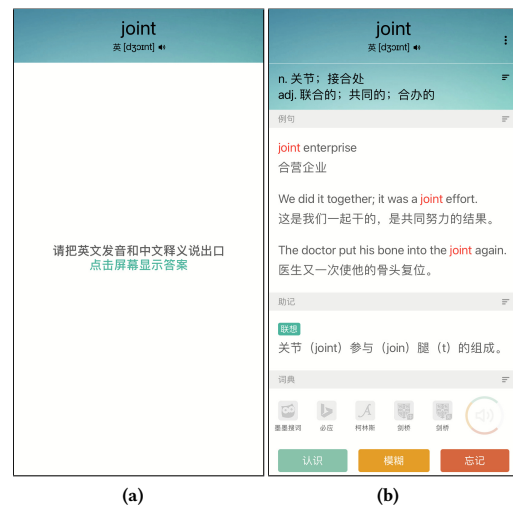 joint
英 [dʒɔɪnt]
请把英文发音和中文释义说出口
点击屏幕显示答案
(a)
joint
英 [dʒɔɪnt]
n. 关节；接合处
adj. 联合的；共同的；合办的
例句
joint enterprise
合营企业
We did it together; it was a joint effort.
这是我们一起干的，是共同努力的结果。
The doctor put his bone into the joint again.
医生又一次使他的骨头复位。
助记
联想
关节（joint）参与（join）腿（t）的组成。
词典
墨墨搜词 必应 柯林斯 剑桥 剑桥
认识 模糊 忘记
(b)